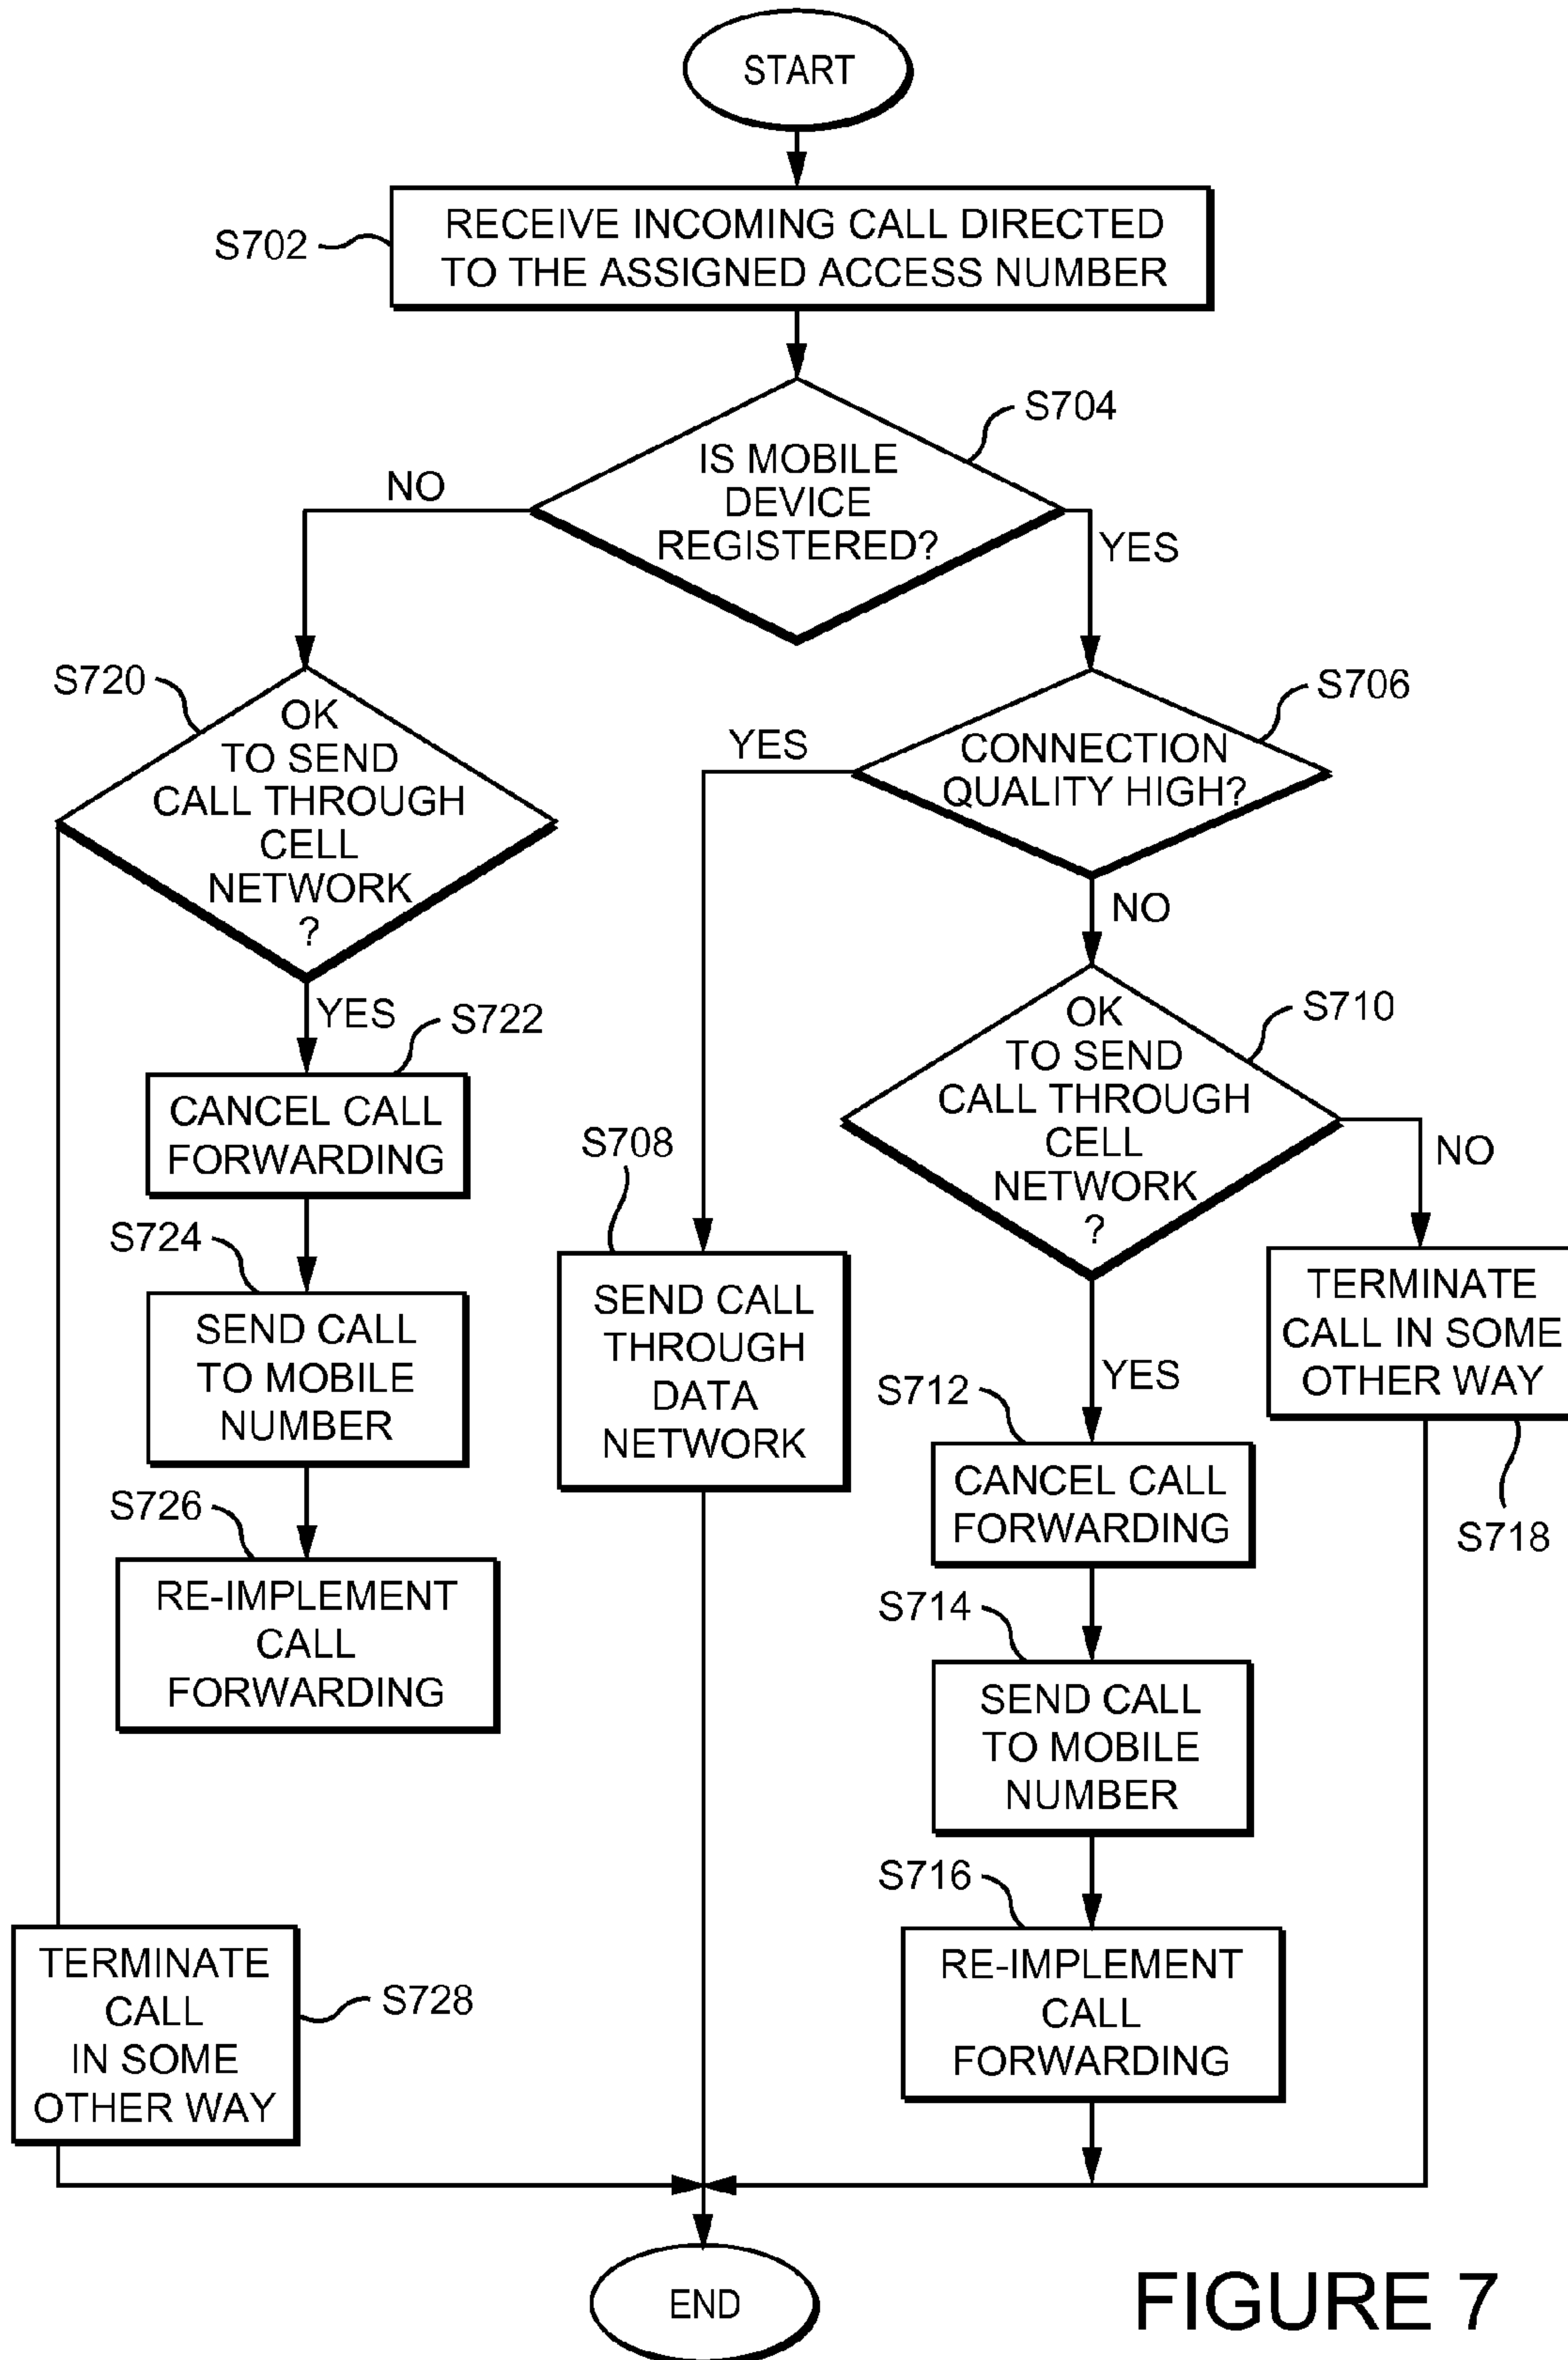 START
S702
RECEIVE INCOMING CALL DIRECTED
TO THE ASSIGNED ACCESS NUMBER
S704
IS MOBILE
DEVICE
REGISTERED?
NO
YES
S720
OK
TO SEND
CALL THROUGH
CELL
NETWORK
?
S706
CONNECTION
QUALITY HIGH?
YES
NO
YES
S722
CANCEL CALL
FORWARDING
S710
OK
TO SEND
CALL THROUGH
CELL
NETWORK
?
NO
S724
SEND CALL
TO MOBILE
NUMBER
S708
SEND CALL
THROUGH
DATA
NETWORK
TERMINATE
CALL IN SOME
OTHER WAY
S718
YES
S712
CANCEL CALL
FORWARDING
S726
RE-IMPLEMENT
CALL
FORWARDING
S714
SEND CALL
TO MOBILE
NUMBER
S716
RE-IMPLEMENT
CALL
FORWARDING
TERMINATE
CALL
IN SOME
OTHER WAY
S728
END
FIGURE 7